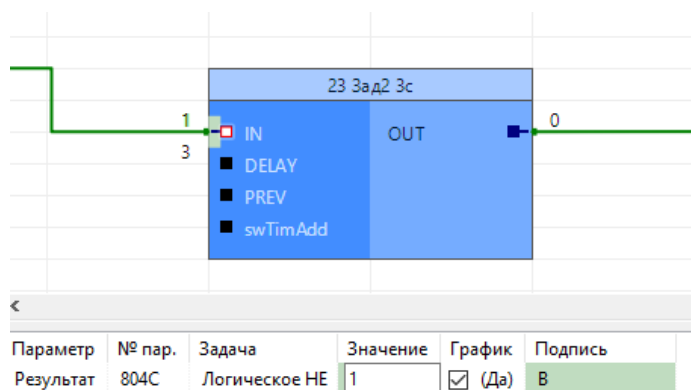 23 Зад2 3с
1
IN
OUT
0
3
DELAY
PREV
swTimAdd
<
Параметр № пар. Задача Значение График Подпись
Результат 804C Логическое НЕ 1 (Да) В